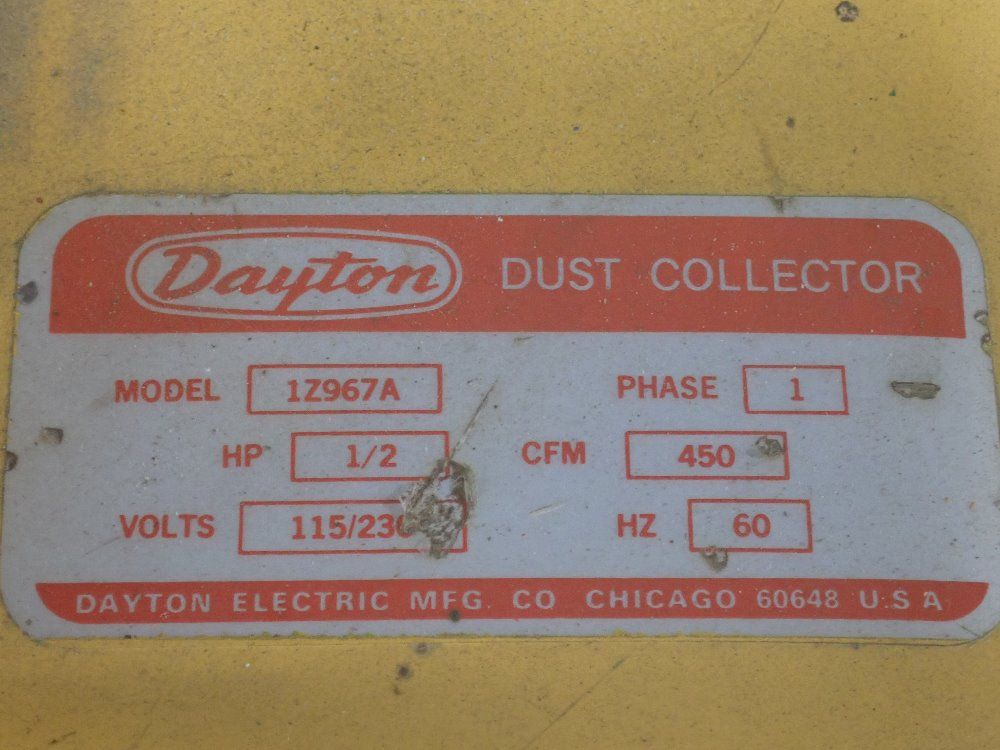 Dayton DUST COLLECTOR
MODEL 1Z967A PHASE 1
HP 1/2 CFM 450
VOLTS 115/230 HZ 60
DAYTON ELECTRIC MFG. CO CHICAGO 60648 U.S A